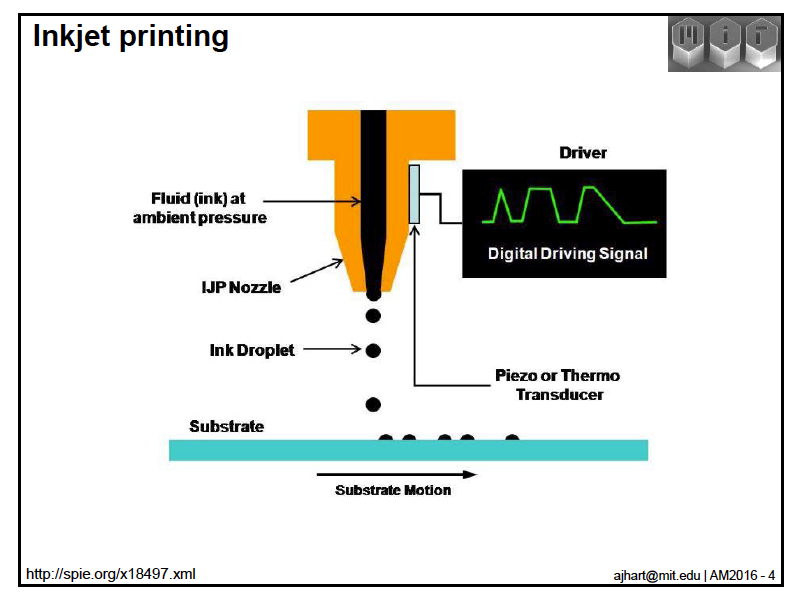 Inkjet printing
MIT
Driver
Fluid (ink) at
ambient pressure
Digital Driving Signal
IJP Nozzle
Ink Droplet
Piezo or Thermo
Transducer
Substrate
Substrate Motion
http://spie.org/x18497.xml
ajhart@mit.edu | AM2016 - 4